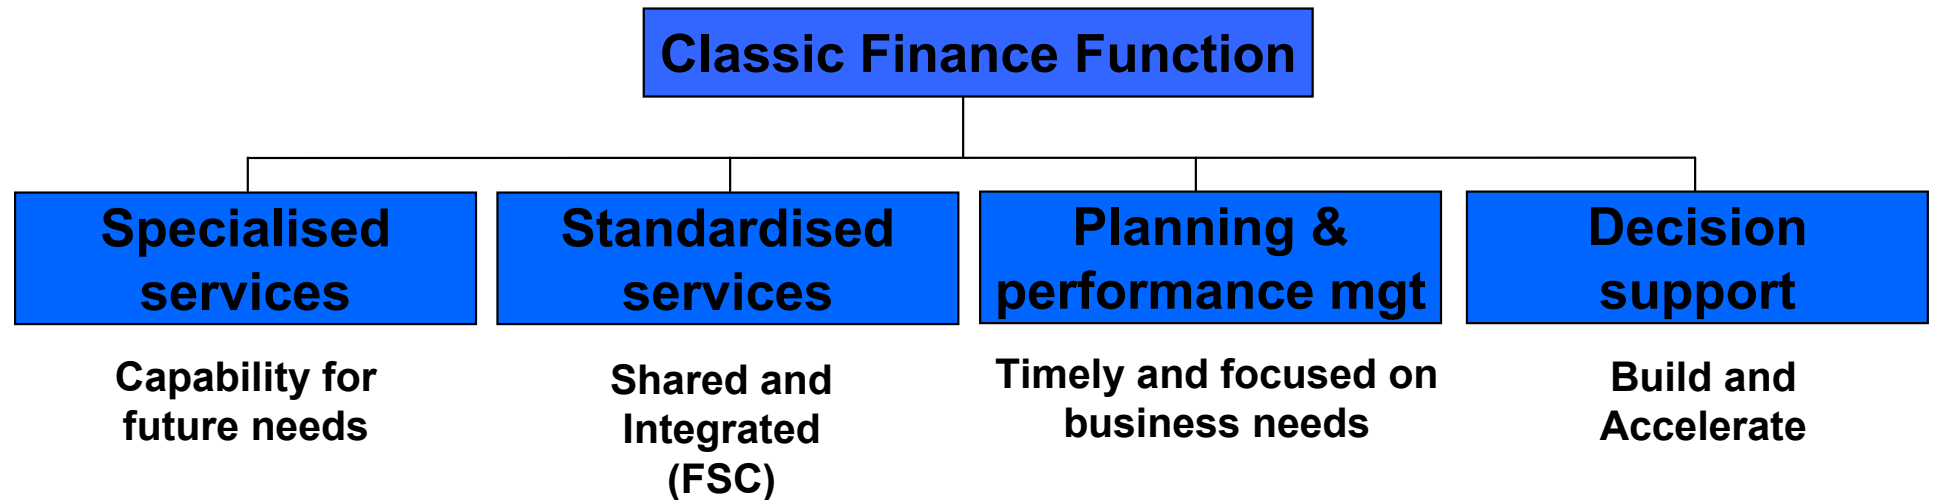 Classic Finance Function
Specialised
services
Standardised
services
Planning &
performance mgt
Decision
support
Capability for
future needs
Shared and
Integrated
(FSC)
Timely and focused on
business needs
Build and
Accelerate